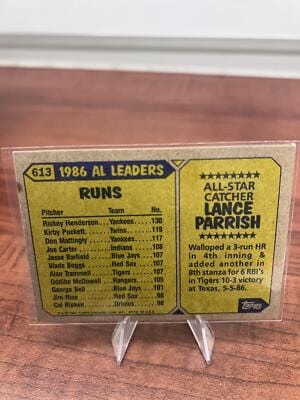 613
1986 AL LEADERS
RUNS
Pitcher Team No.
Rickey Henderson Yankees 130
Kirby Puckett Twins 119
Don Mattingly Yankees 117
Joe Carter Indians 108
Jesse Barfield Blue Jays 107
Wade Boggs Red Sox 107
Alan Trammell Tigers 107
Oddibe McDowell Rangers 105
George Bell Blue Jays 101
Jim Rice Red Sox 98
Cal Ripken Orioles 98
ALL-STAR
CATCHER
LANCE
PARRISH
Walloped a 3-run HR
in 4th inning &
added another in
8th stanza for 6 RBI's
in Tigers 10-3 victory
at Texas, 5-5-86.
Topps